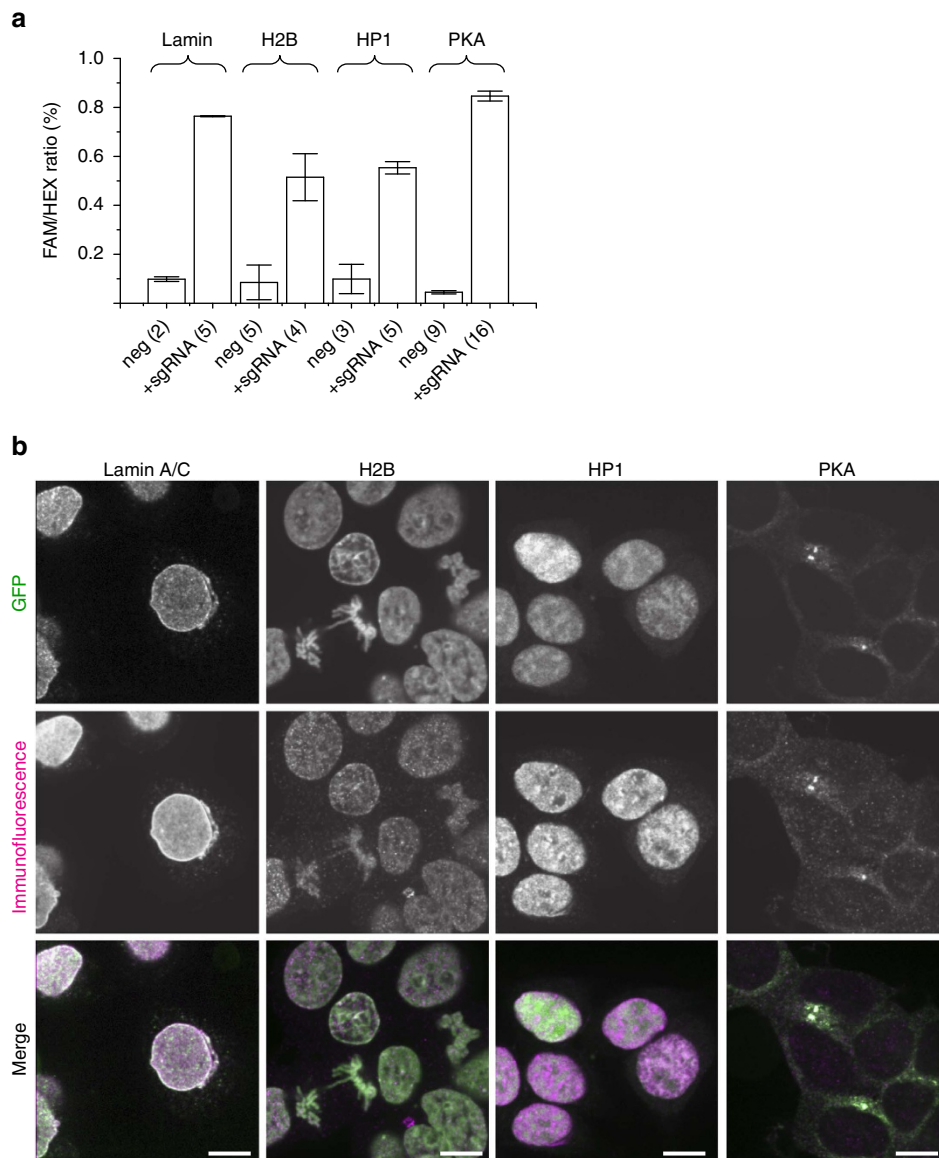 a
Lamin H2B HP1 PKA
1.0
0.8
0.6
0.4
0.2
FAM/HEX ratio (%)
neg (2) +sgRNA (5) neg (5) +sgRNA (4) neg (3) +sgRNA (5) neg (9) +sgRNA (16)
b
Lamin A/C H2B HP1 PKA
GFP
Immunofluorescence
Merge